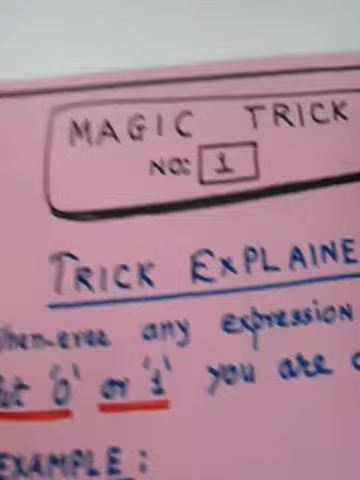 MAGIC TRICK
NO: 1
TRICK EXPLAINE
any expression
'0' or '1' you are
EXAMPLE: